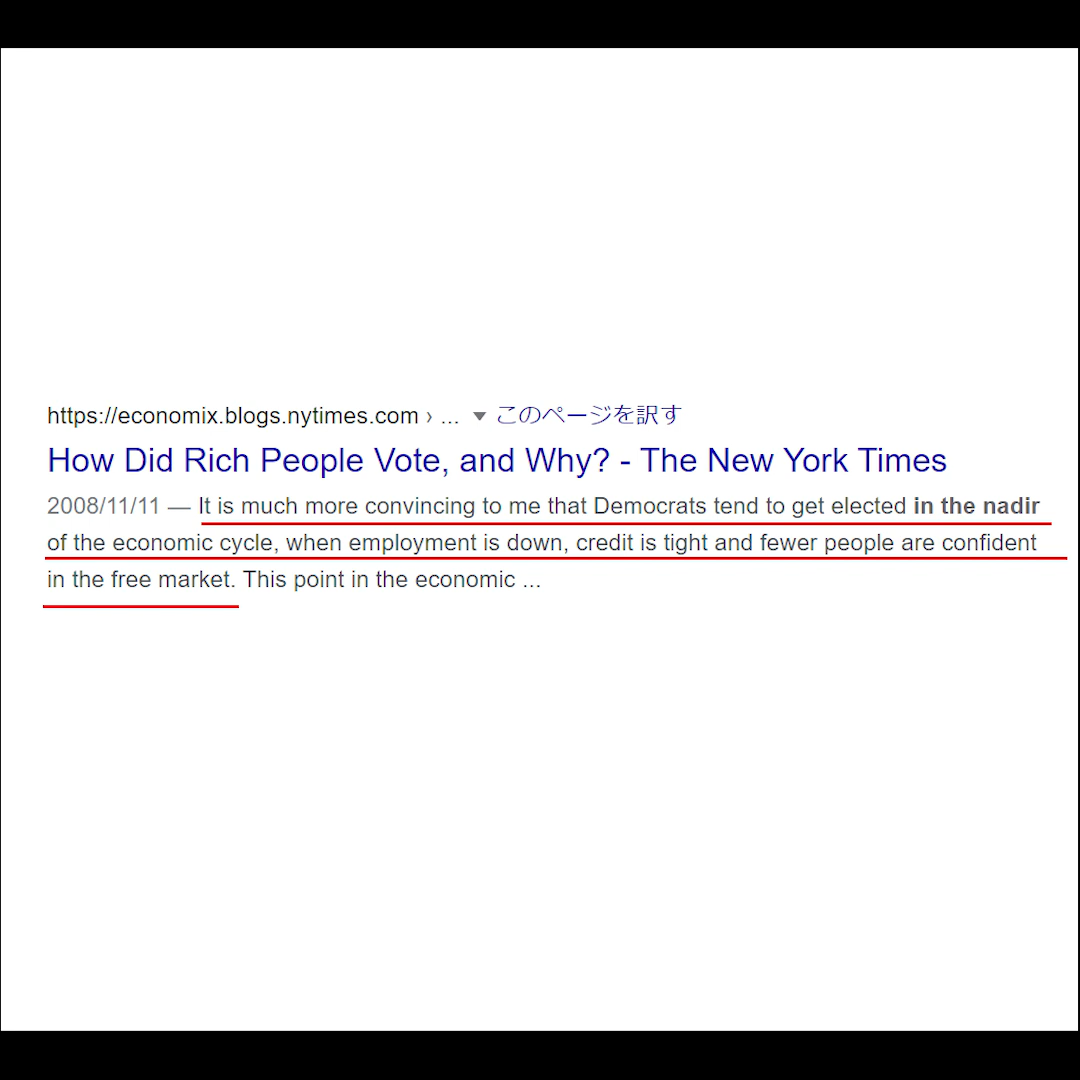 https://economix.blogs.nytimes.com › ... ▼ このページを訳す
How Did Rich People Vote, and Why? - The New York Times
2008/11/11 — It is much more convincing to me that Democrats tend to get elected in the nadir
of the economic cycle, when employment is down, credit is tight and fewer people are confident
in the free market. This point in the economic ...